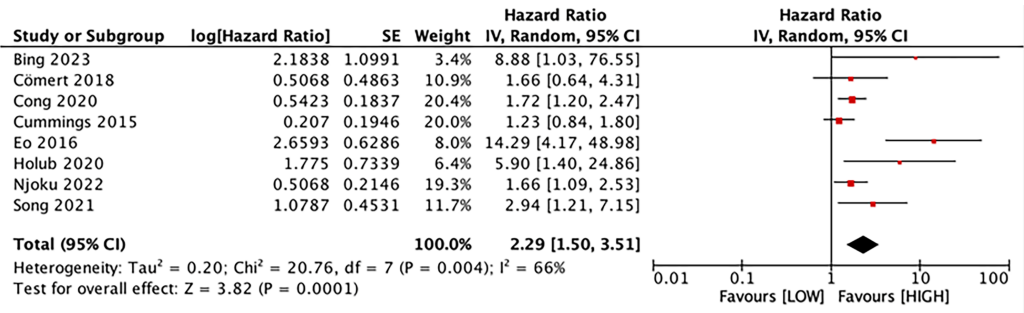 Hazard Ratio Hazard Ratio
Study or Subgroup log[Hazard Ratio] SE Weight IV, Random, 95% CI IV, Random, 95% CI
Bing 2023 2.1838 1.0991 3.4% 8.88 [1.03, 76.55]
Cömert 2018 0.5068 0.4863 10.9% 1.66 [0.64, 4.31]
Cong 2020 0.5423 0.1837 20.4% 1.72 [1.20, 2.47]
Cummings 2015 0.207 0.1946 20.0% 1.23 [0.84, 1.80]
Eo 2016 2.6593 0.6286 8.0% 14.29 [4.17, 48.98]
Holub 2020 1.775 0.7339 6.4% 5.90 [1.40, 24.86]
Njoku 2022 0.5068 0.2146 19.3% 1.66 [1.09, 2.53]
Song 2021 1.0787 0.4531 11.7% 2.94 [1.21, 7.15]
Total (95% CI) 100.0% 2.29 [1.50, 3.51]
Heterogeneity: Tau² = 0.20; Chi² = 20.76, df = 7 (P = 0.004); I² = 66%
Test for overall effect: Z = 3.82 (P = 0.0001)
0.01 0.1 1 10 100
Favours [LOW] Favours [HIGH]